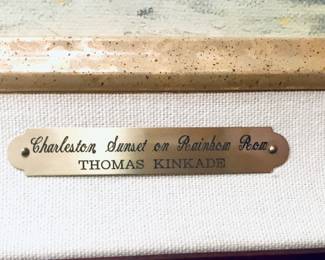 Charleston, Sunset on Rainbow Row
THOMAS KINKADE